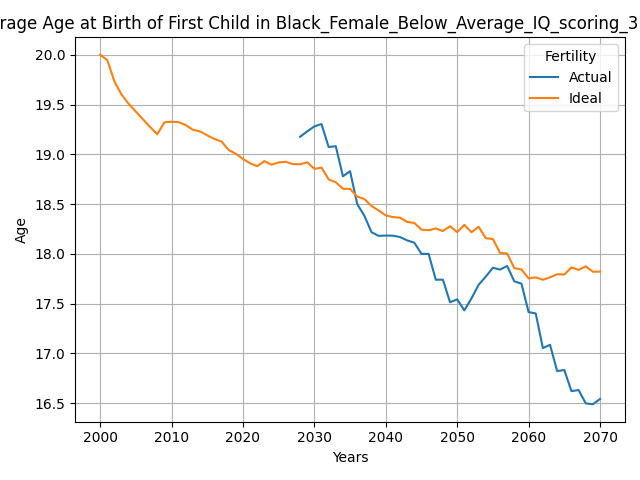 rage Age at Birth of First Child in Black_Female_Below_Average_IQ_scoring_3
Fertility
Actual
Ideal
20.0
19.5
19.0
18.5
18.0
17.5
17.0
16.5
Age
2000 2010 2020 2030 2040 2050 2060 2070
Years